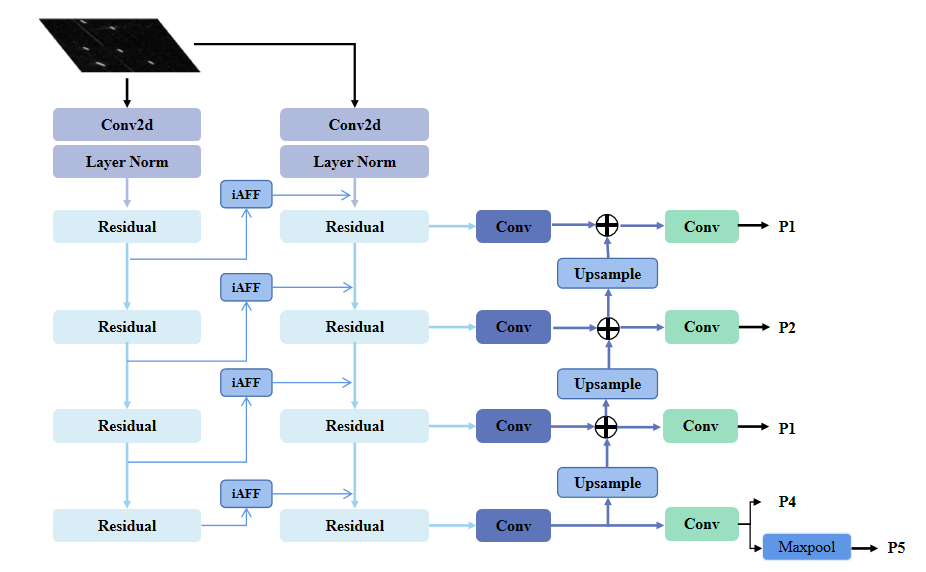 Conv2d
Conv2d
Layer Norm
Layer Norm
iAFF
Residual
Residual
Conv
Conv
P1
Upsample
iAFF
Residual
Residual
Conv
Conv
P2
iAFF
Upsample
Residual
Residual
Conv
Conv
P1
Upsample
iAFF
P4
Residual
Residual
Conv
Conv
Maxpool
P5